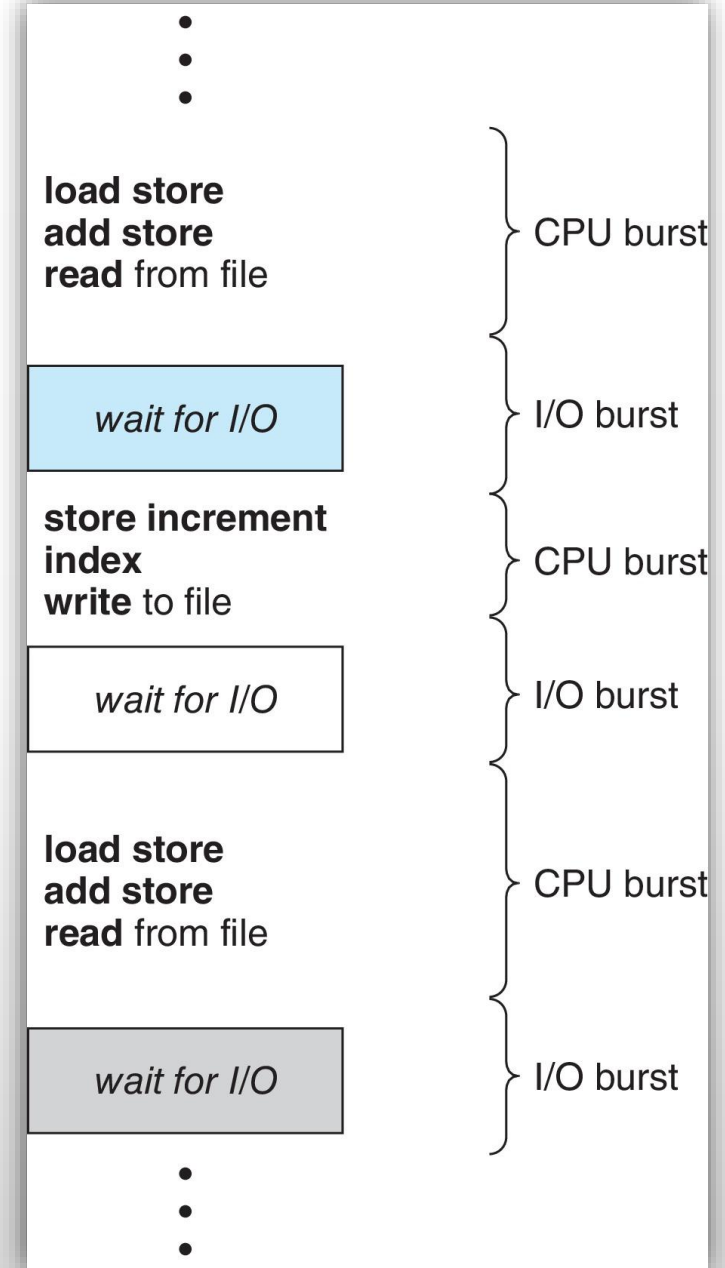 load store
add store
read from file
CPU burst
wait for I/O
I/O burst
store increment
index
write to file
CPU burst
wait for I/O
I/O burst
load store
add store
read from file
CPU burst
wait for I/O
I/O burst